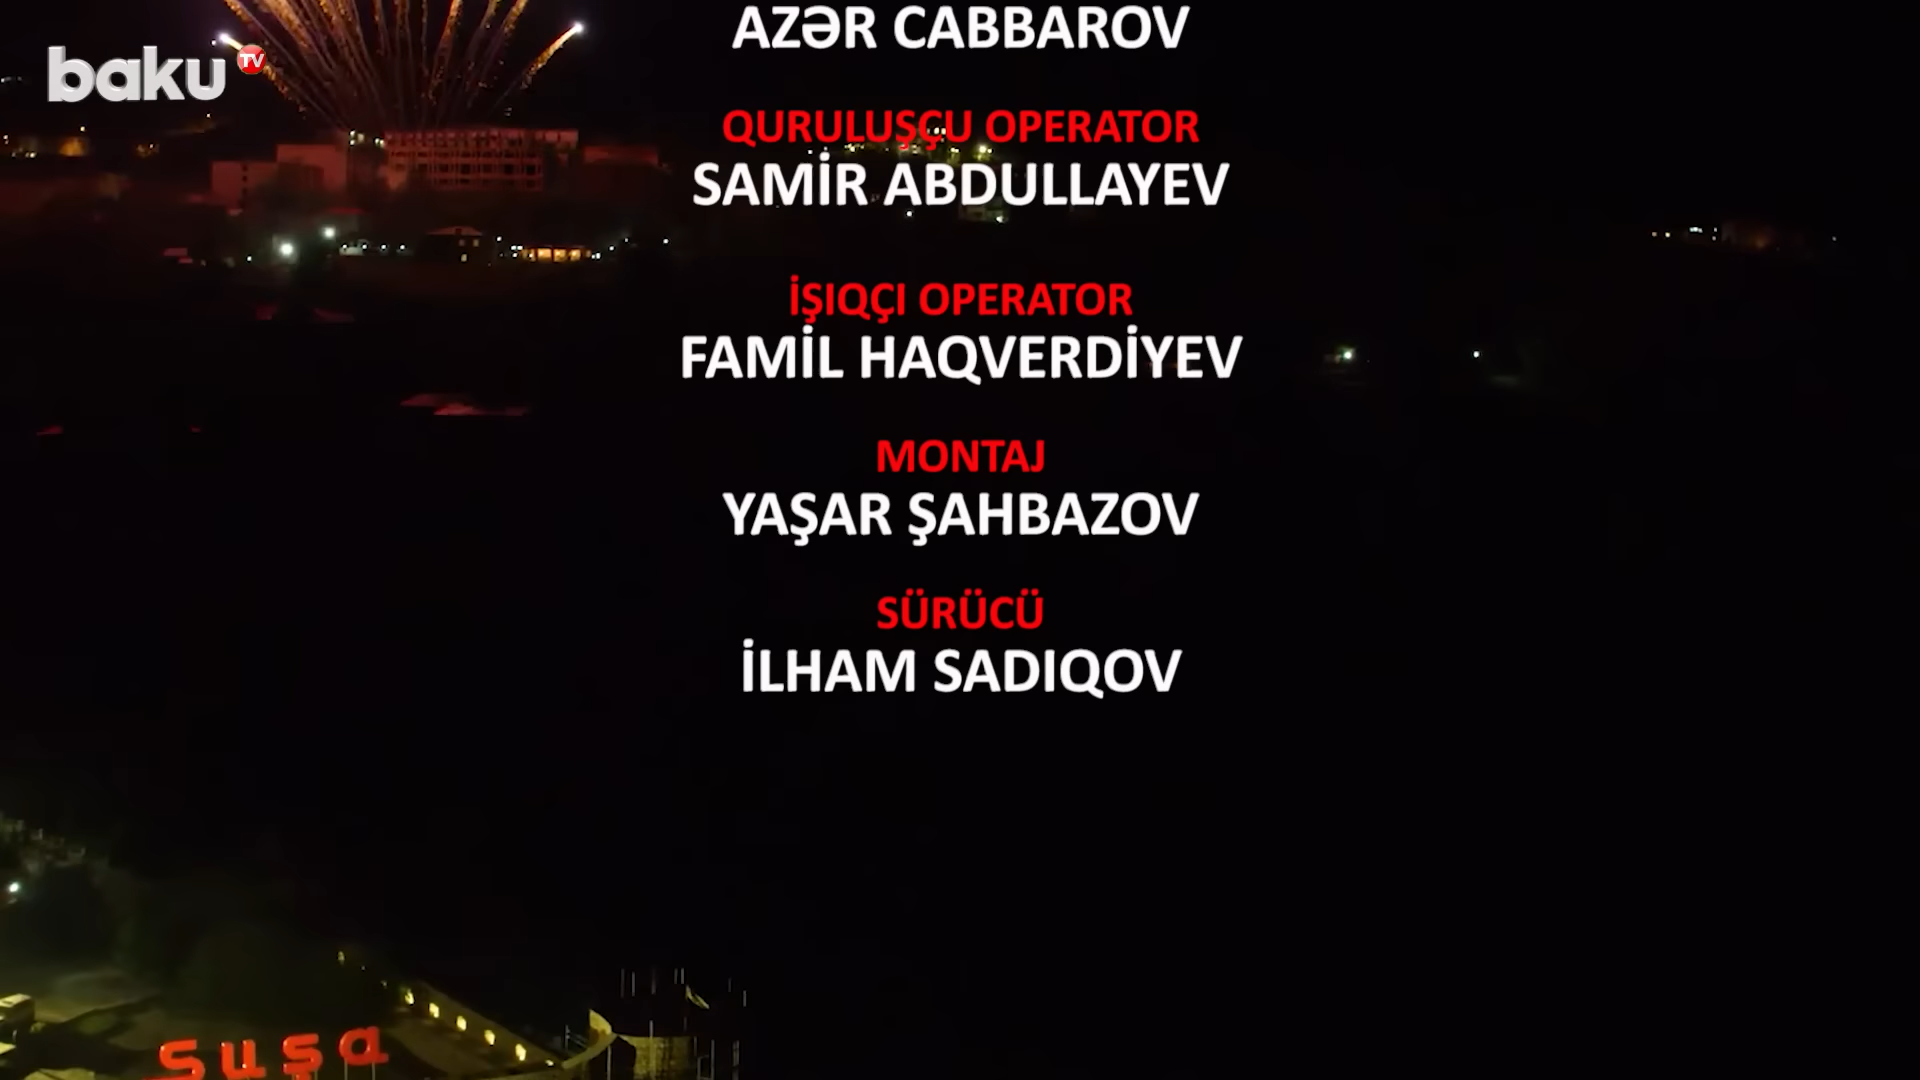 baku TV
AZƏR CABBAROV
QURULUŞÇU OPERATOR
SAMİR ABDULLAYEV
İŞIQÇI OPERATOR
FAMİL HAQVERDİYEV
MONTAJ
YAŞAR ŞAHBAZOV
SÜRÜCÜ
İLHAM SADIQOV
Şuşa